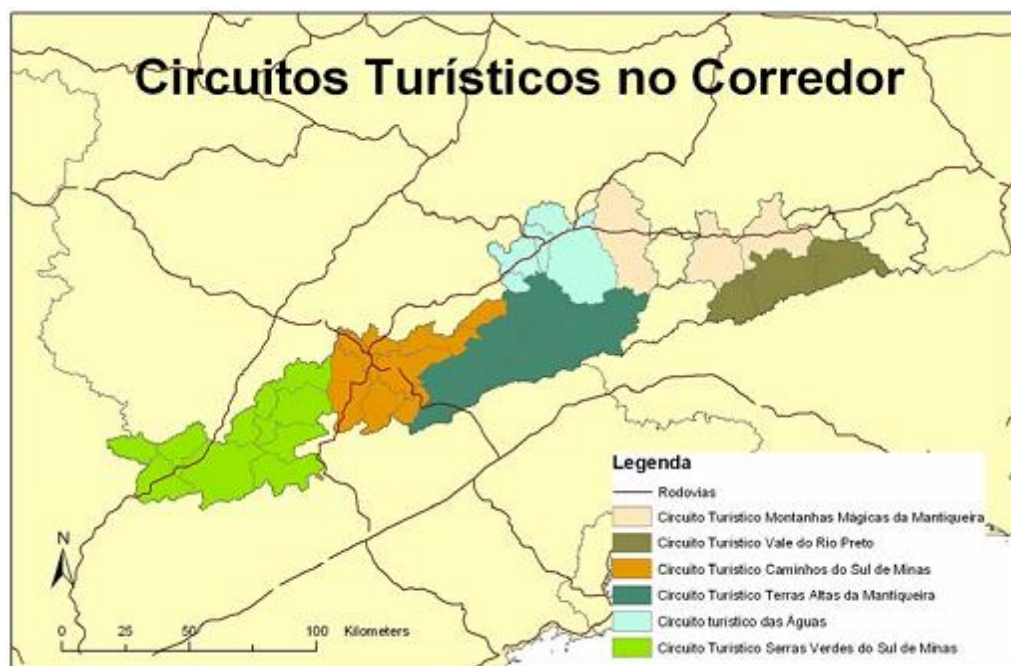 Circuitos Turísticos no Corredor
N
0 25 50 100 Kilometers
Legenda
Rodovias
Circuito Turistico Montanhas Mágicas da Mantiqueira
Circuito Turistico Vale do Rio Preto
Circuito Turistico Caminhos do Sul de Minas
Circuito Turistico Terras Altas da Mantiqueira
Circuito turistico das Águas
Circuito Turistico Serras Verdes do Sul de Minas